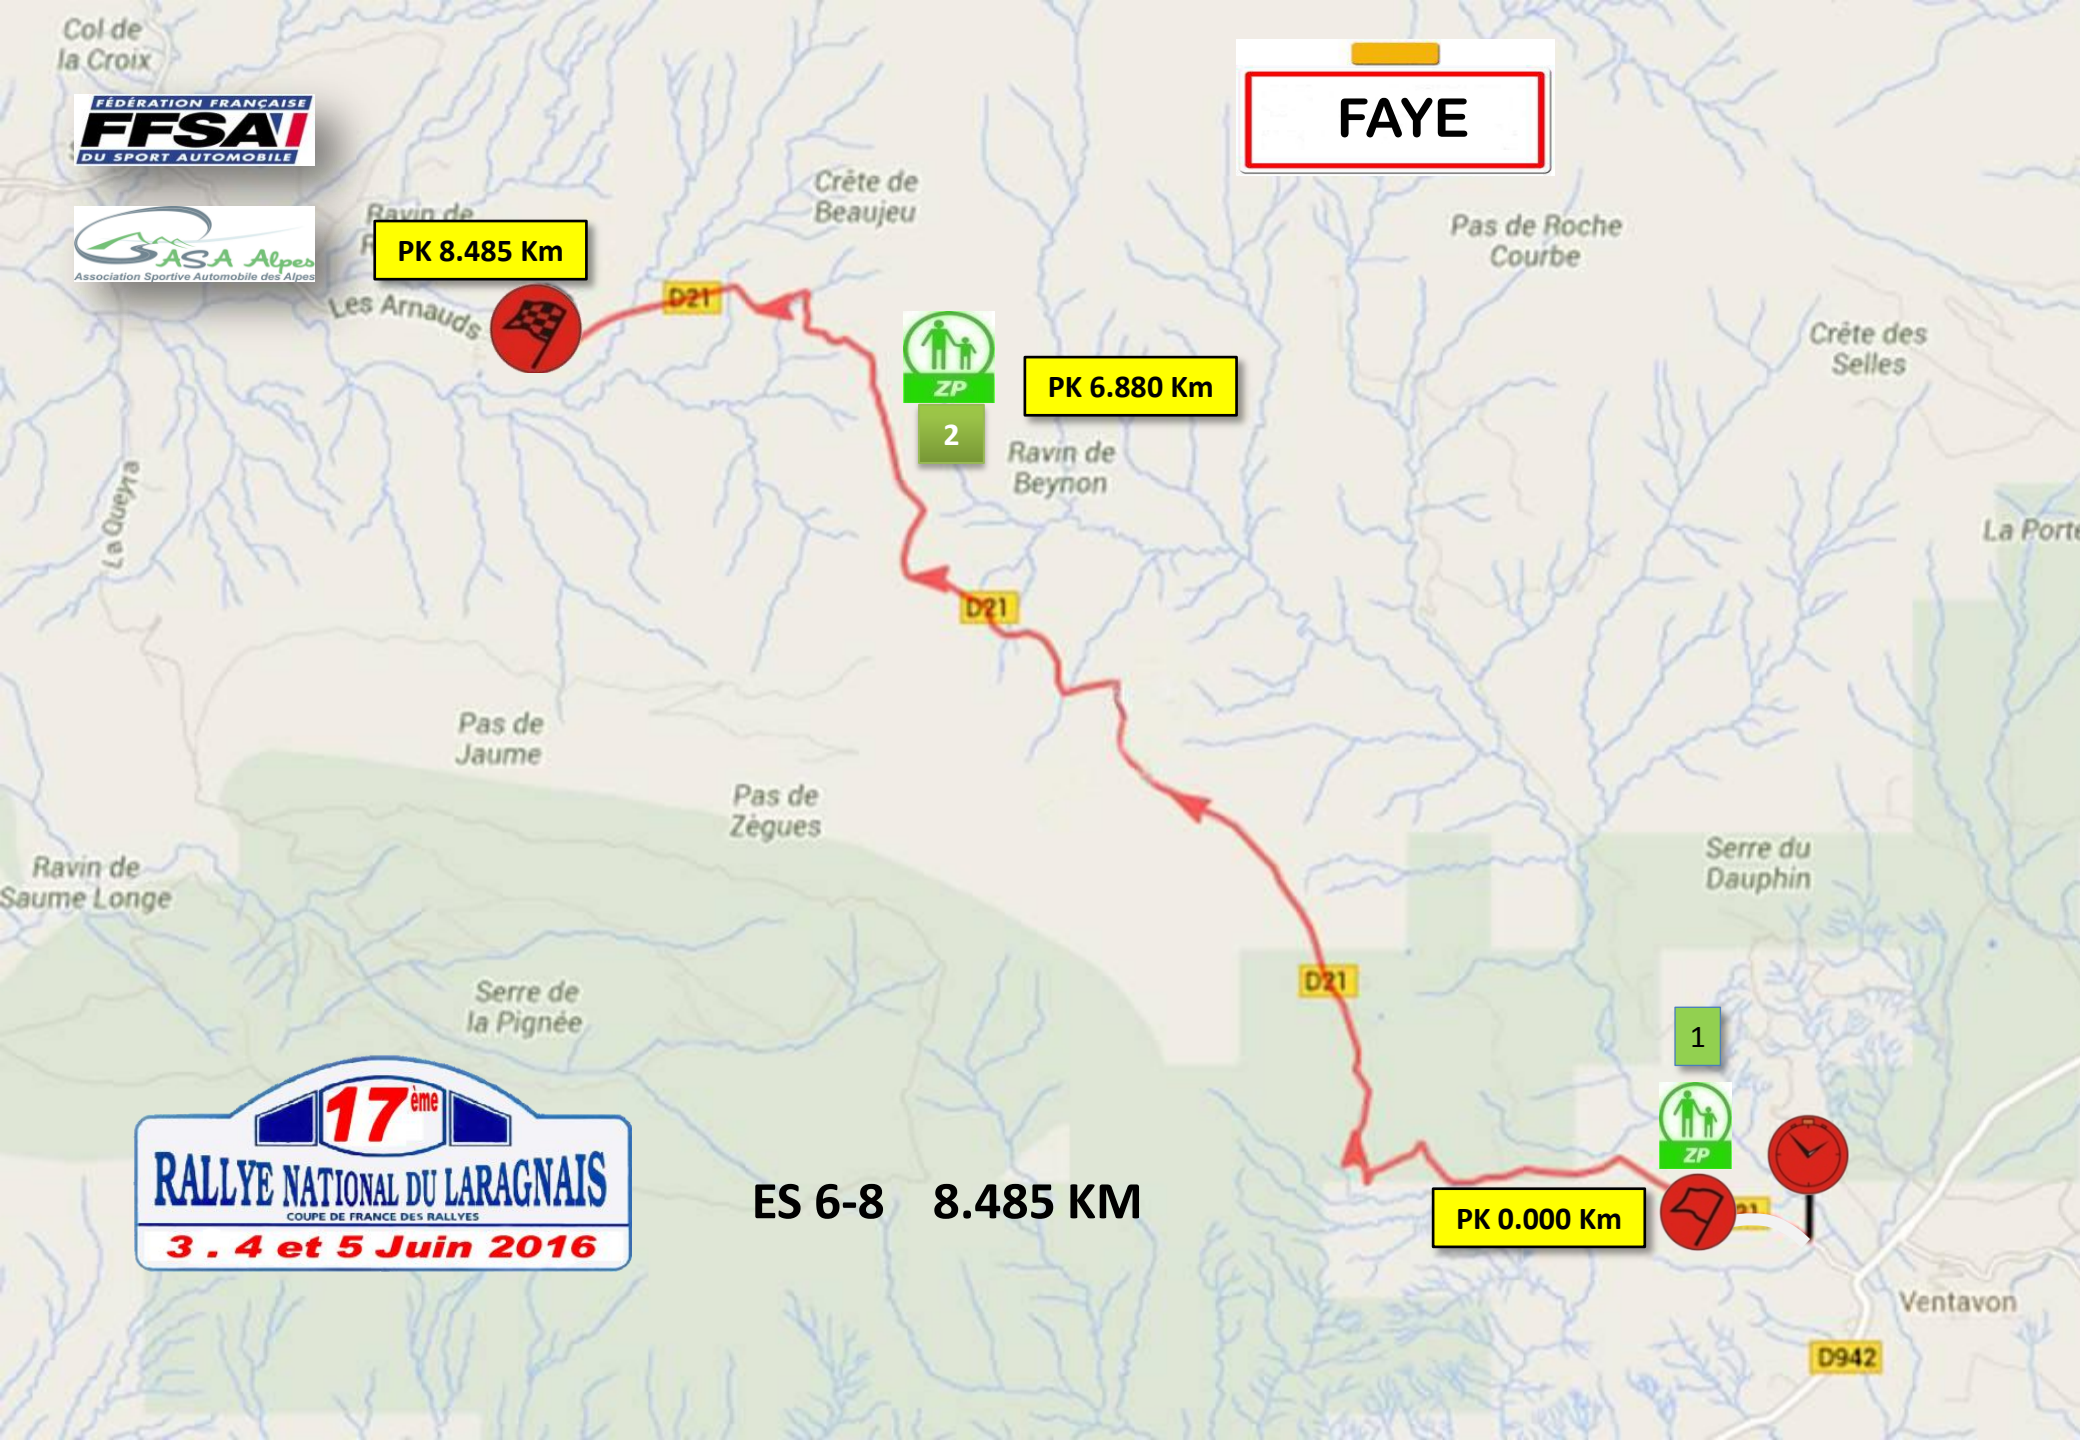 Col de
la Croix
FÉDÉRATION FRANÇAISE
FFSA
DU SPORT AUTOMOBILE
ASA Alpes
Association Sportive Automobile des Alpes
FAYE
Ravin de
PK 8.485 Km
Les Arnauds
D21
Crête de
Beaujeu
Pas de Roche
Courbe
Crête des
Selles
ZP
2
PK 6.880 Km
Ravin de
Beynon
La Queyra
La Porte
D21
Pas de
Jaume
Pas de
Zègues
Ravin de
Saume Longe
Serre du
Dauphin
Serre de
la Pignée
D21
1
ZP
17ème
RALLYE NATIONAL DU LARAGNAIS
COUPE DE FRANCE DES RALLYES
3 . 4 et 5 Juin 2016
ES 6-8 8.485 KM
PK 0.000 Km
Ventavon
D942